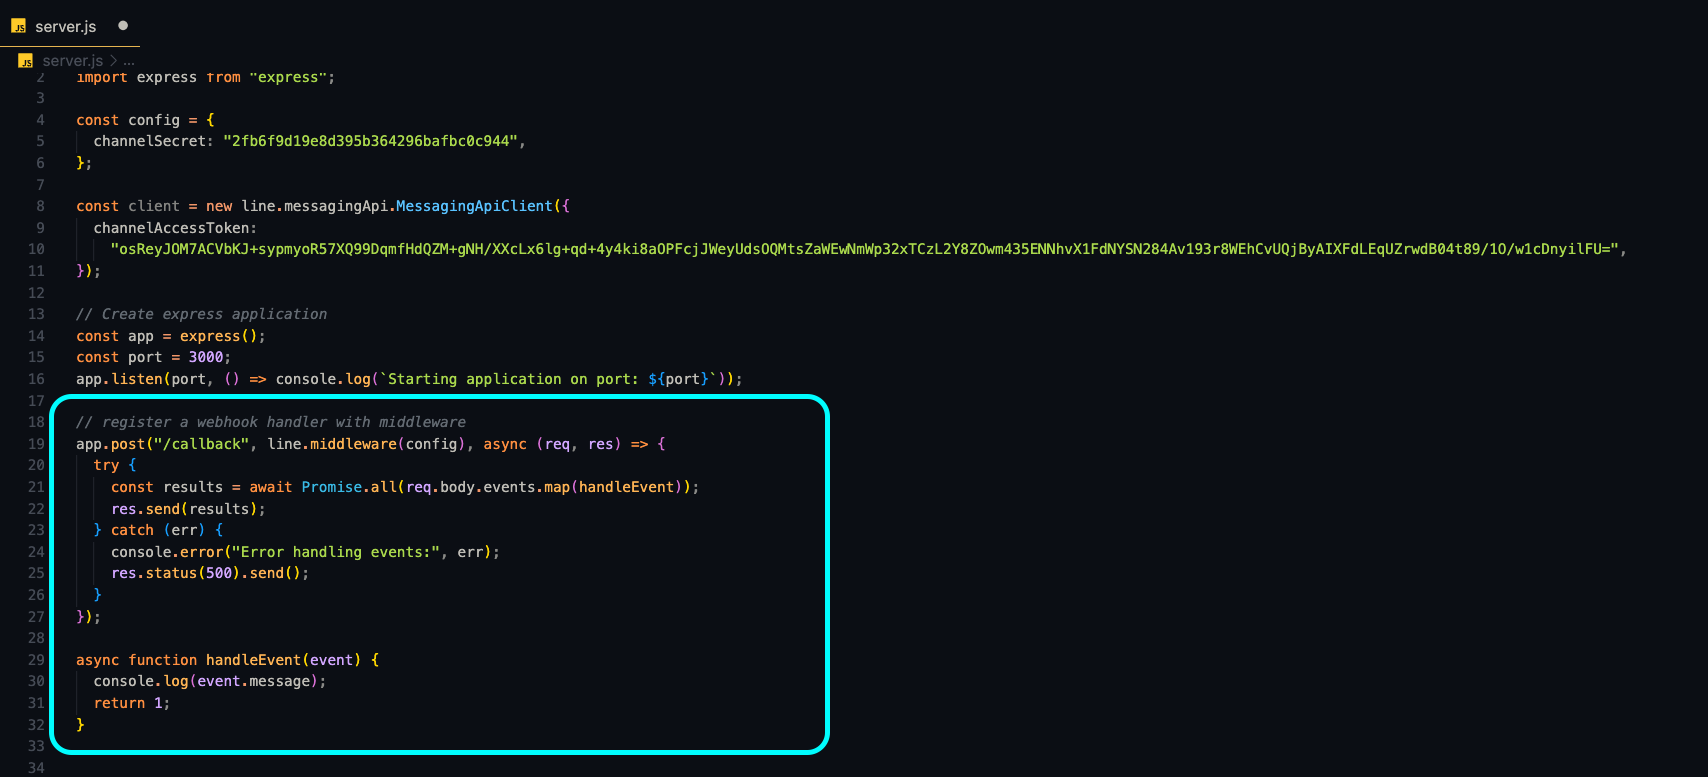 JS server.js ●
JS server.js > ...
2 import express from "express";
3
4 const config = {
5 channelSecret: "2fb6f9d19e8d395b364296bafbc0c944",
6 };
7
8 const client = new line.messagingApi.MessagingApiClient({
9 channelAccessToken:
10 "osReyJOM7ACVbKJ+sypmyoR57XQ99DqmfHdQZM+gNH/XXcLx6lg+qd+4y4ki8aOPFcjJWeyUdsOQMtsZaWEwNmWp32xTCzL2Y8ZOwm435ENNhvX1FdNYSN284Av193r8WEhCvUQjByAIXFdLEqUZrwdB04t89/1O/w1cDnyilFU=",
11 });
12
13 // Create express application
14 const app = express();
15 const port = 3000;
16 app.listen(port, () => console.log(`Starting application on port: ${port}`));
17
18 // register a webhook handler with middleware
19 app.post("/callback", line.middleware(config), async (req, res) => {
20 try {
21 const results = await Promise.all(req.body.events.map(handleEvent));
22 res.send(results);
23 } catch (err) {
24 console.error("Error handling events:", err);
25 res.status(500).send();
26 }
27 });
28
29 async function handleEvent(event) {
30 console.log(event.message);
31 return 1;
32 }
33
34